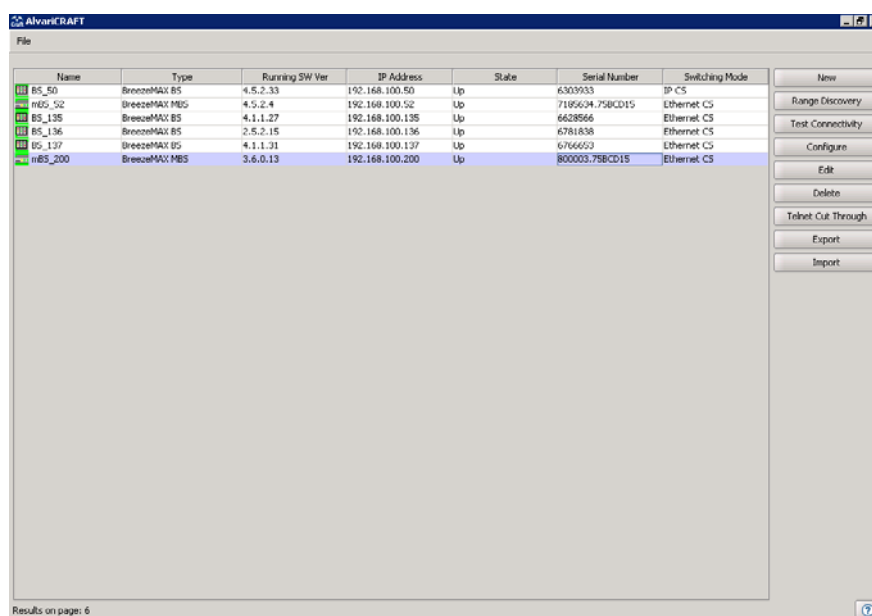 AlvariCRAFT
File
Name Type Running SW Ver IP Address State Serial Number Switching Mode
BS_50 BreezeMAX BS 4.5.2.33 192.168.100.50 Up 6303933 IP CS
mBS_52 BreezeMAX MBS 4.5.2.4 192.168.100.52 Up 7185634.75BCD15 Ethernet CS
BS_135 BreezeMAX BS 4.1.1.27 192.168.100.135 Up 6628566 Ethernet CS
BS_136 BreezeMAX BS 2.5.2.15 192.168.100.136 Up 6781838 Ethernet CS
BS_137 BreezeMAX BS 4.1.1.31 192.168.100.137 Up 6766653 Ethernet CS
mBS_200 BreezeMAX MBS 3.6.0.13 192.168.100.200 Up 800003.75BCD15 Ethernet CS
New
Range Discovery
Test Connectivity
Configure
Edit
Delete
Telnet Cut Through
Export
Import
Results on page: 6